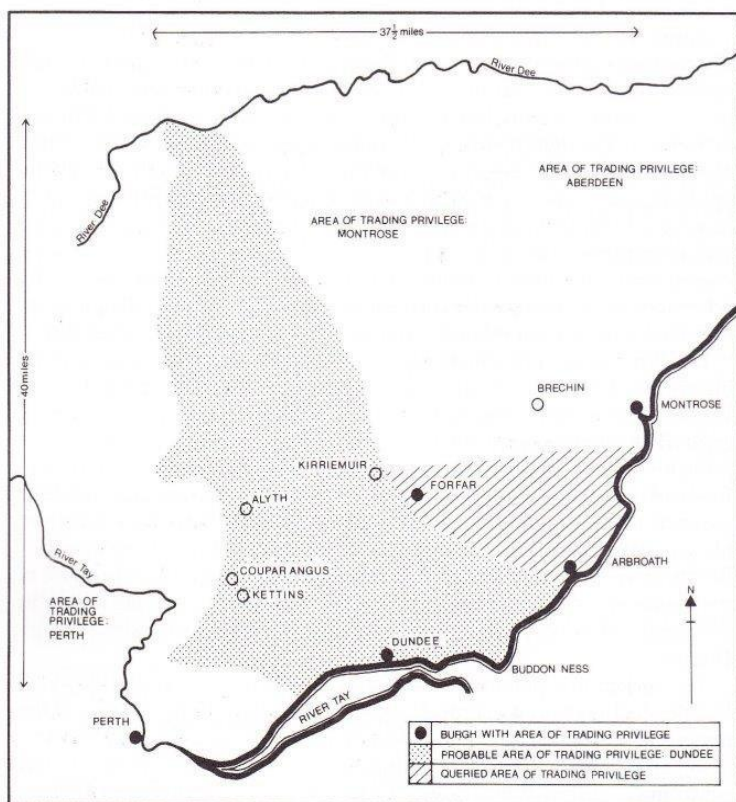 37½ miles
River Dee
River Dee
AREA OF TRADING PRIVILEGE:
ABERDEEN
AREA OF TRADING PRIVILEGE:
MONTROSE
40 miles
BRECHIN
MONTROSE
KIRRIEMUIR
FORFAR
ALYTH
River Tay
COUPAR ANGUS
KETTINS
ARBROATH
AREA OF
TRADING
PRIVILEGE:
PERTH
N
DUNDEE
BUDDON NESS
RIVER TAY
PERTH
BURGH WITH AREA OF TRADING PRIVILEGE
PROBABLE AREA OF TRADING PRIVILEGE: DUNDEE
QUERIED AREA OF TRADING PRIVILEGE